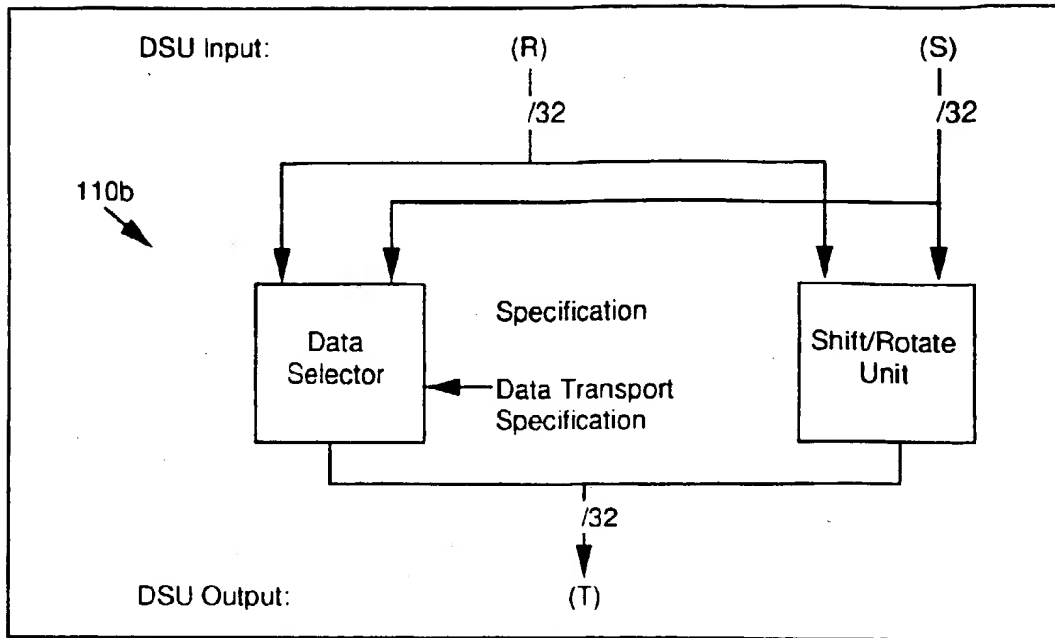 DSU Input: (R) (S)
/32 /32
110b
Specification
Data
Selector
Shift/Rotate
Unit
Data Transport
Specification
/32
DSU Output: (T)